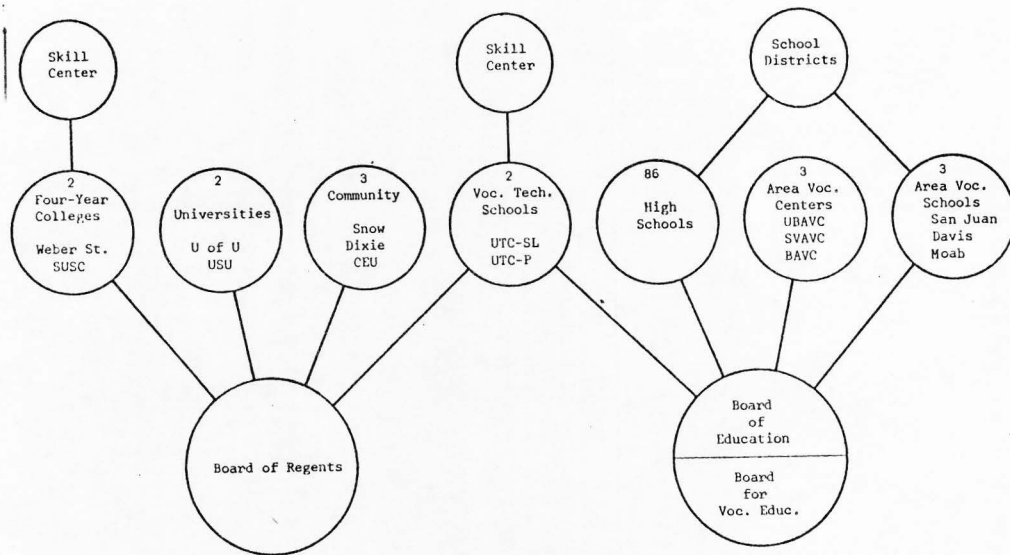 Skill
Center
Skill
Center
School
Districts
2
Four-Year
Colleges
Weber St.
SUSC
2
Universities
U of U
USU
3
Community
Snow
Dixie
CEU
2
Voc. Tech.
Schools
UTC-SL
UTC-P
86
High
Schools
3
Area Voc.
Centers
UBAVC
SVAVC
BAVC
3
Area Voc.
Schools
San Juan
Davis
Moab
Board of Regents
Board
of
Education
Board
for
Voc. Educ.